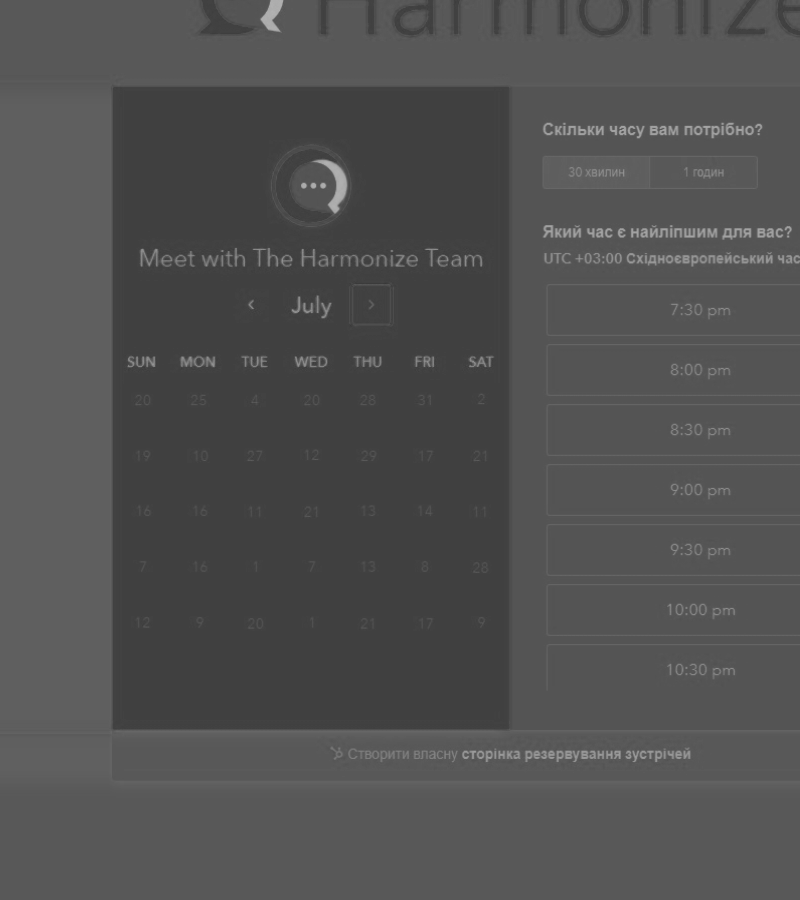 Harmonize
Скільки часу вам потрібно?
30 хвилин
1 годин
Який час є найліпшим для вас?
UTC +03:00 Східноєвропейський час
Meet with The Harmonize Team
July
SUN MON TUE WED THU FRI SAT
20 25 4 20 28 31 2
19 10 27 12 29 17 21
16 16 11 21 13 14 11
7 16 1 7 13 8 28
12 9 20 1 21 17 9
7:30 pm
8:00 pm
8:30 pm
9:00 pm
9:30 pm
10:00 pm
10:30 pm
Створити власну сторінка резервування зустрічей